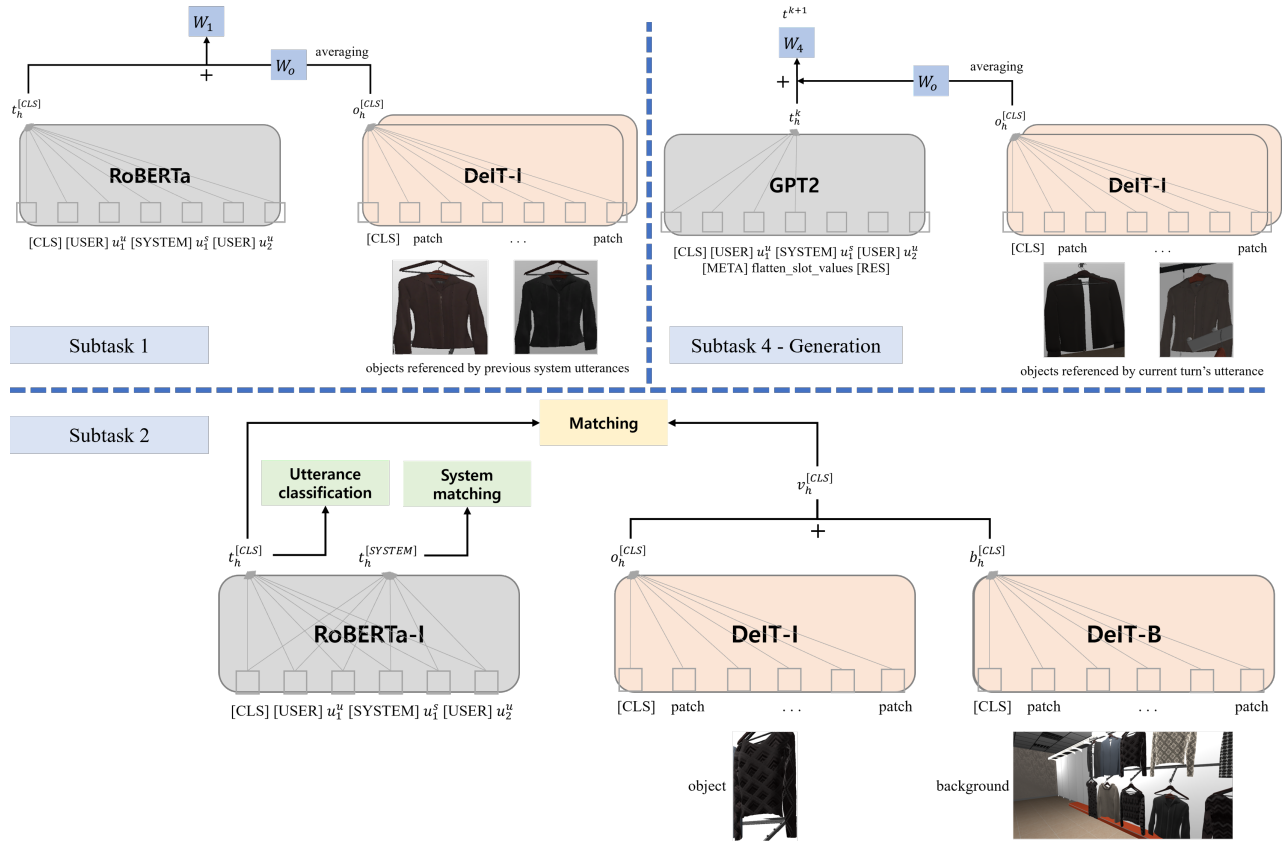 W₁
averaging
W_o
+
t_h^{[CLS]}
o_h^{[CLS]}
RoBERTa
DeIT-I
[CLS] [USER] u_1^u [SYSTEM] u_1^s [USER] u_2^u
[CLS] patch . . . patch
objects referenced by previous system utterances
Subtask 1
t^{k+1}
W₄
averaging
W_o
+
t_h^k
o_h^{[CLS]}
GPT2
DeIT-I
[CLS] [USER] u_1^u [SYSTEM] u_1^s [USER] u_2^u
[META] flatten_slot_values [RES]
[CLS] patch . . . patch
objects referenced by current turn's utterance
Subtask 4 - Generation
Subtask 2
Matching
Utterance
classification
System
matching
v_h^{[CLS]}
+
t_h^{[CLS]}
t_h^{[SYSTEM]}
o_h^{[CLS]}
b_h^{[CLS]}
RoBERTa-I
DeIT-I
DeIT-B
[CLS] [USER] u_1^u [SYSTEM] u_1^s [USER] u_2^u
[CLS] patch . . . patch
[CLS] patch . . . patch
object
background